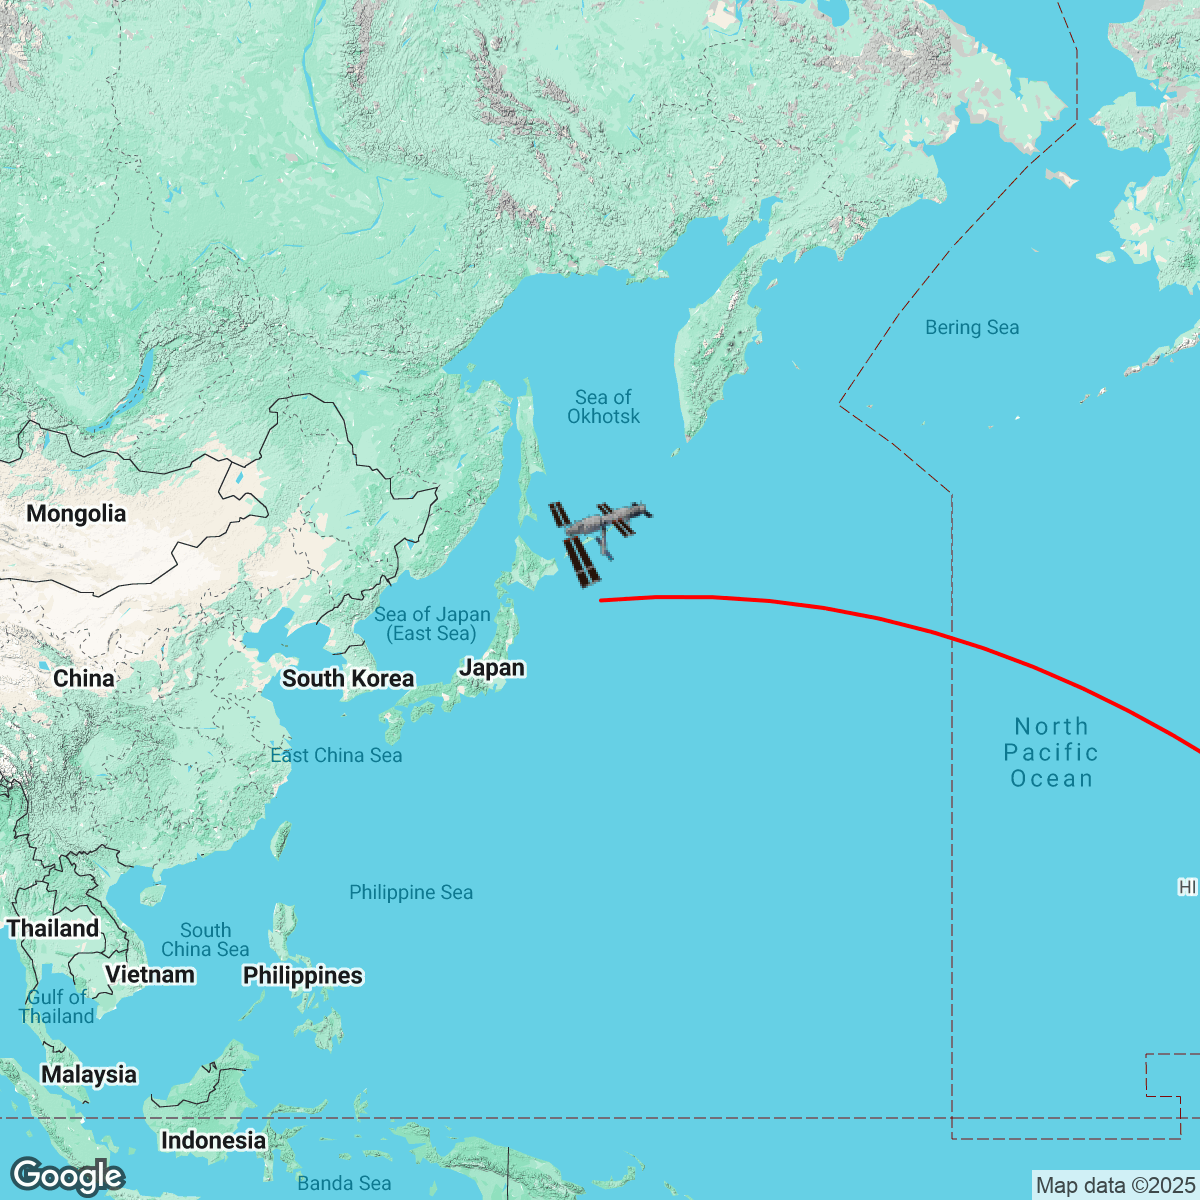 Bering Sea
Sea of
Okhotsk
Mongolia
Sea of Japan
(East Sea)
Japan
China
South Korea
North
Pacific
Ocean
East China Sea
HI
Philippine Sea
Thailand
South
China Sea
Vietnam
Philippines
Gulf of
Thailand
Malaysia
Indonesia
Banda Sea
Google
Map data ©2025